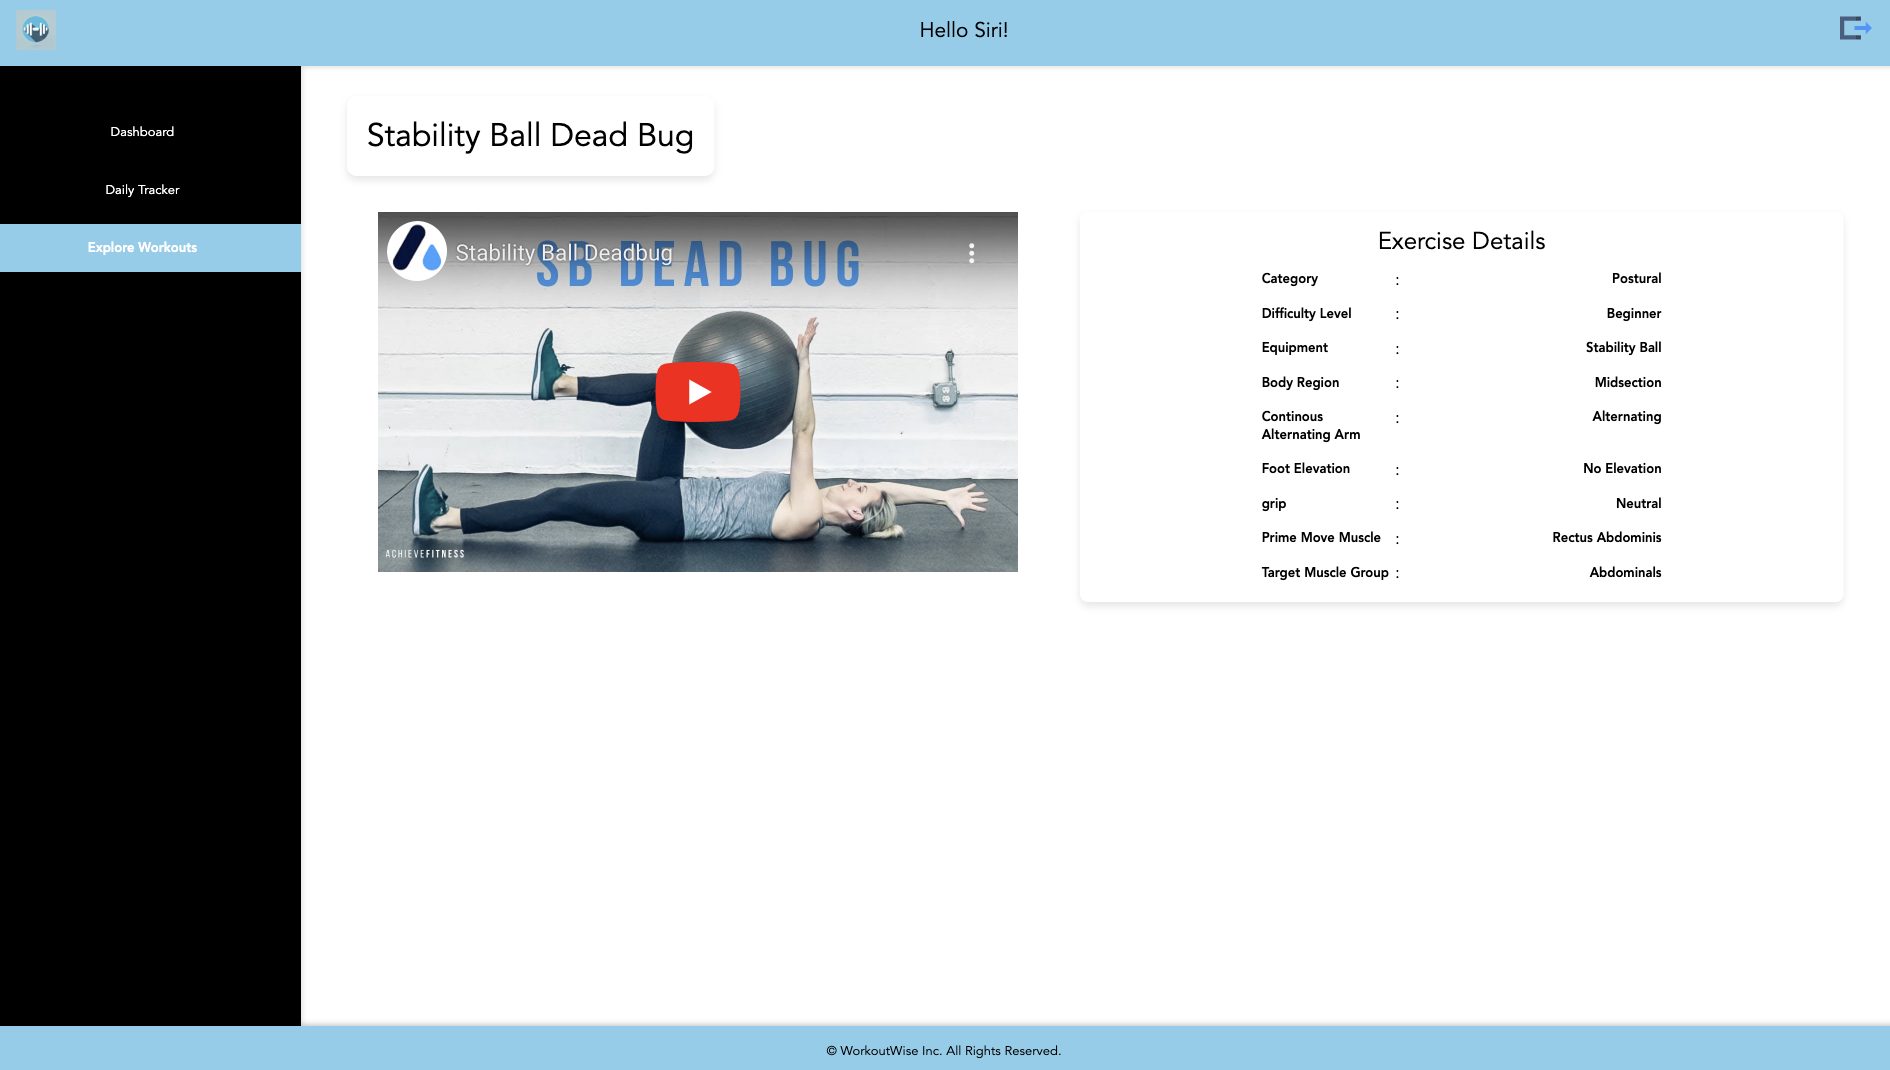 Hello Siri!
Dashboard
Daily Tracker
Explore Workouts
Stability Ball Dead Bug
SB DEAD BUG
Stability Ball Deadbug
ACHIEVEFITNESS
Exercise Details
Category : Postural
Difficulty Level : Beginner
Equipment : Stability Ball
Body Region : Midsection
Continous : Alternating
Alternating Arm
Foot Elevation : No Elevation
grip : Neutral
Prime Move Muscle : Rectus Abdominis
Target Muscle Group : Abdominals
© WorkoutWise Inc. All Rights Reserved.